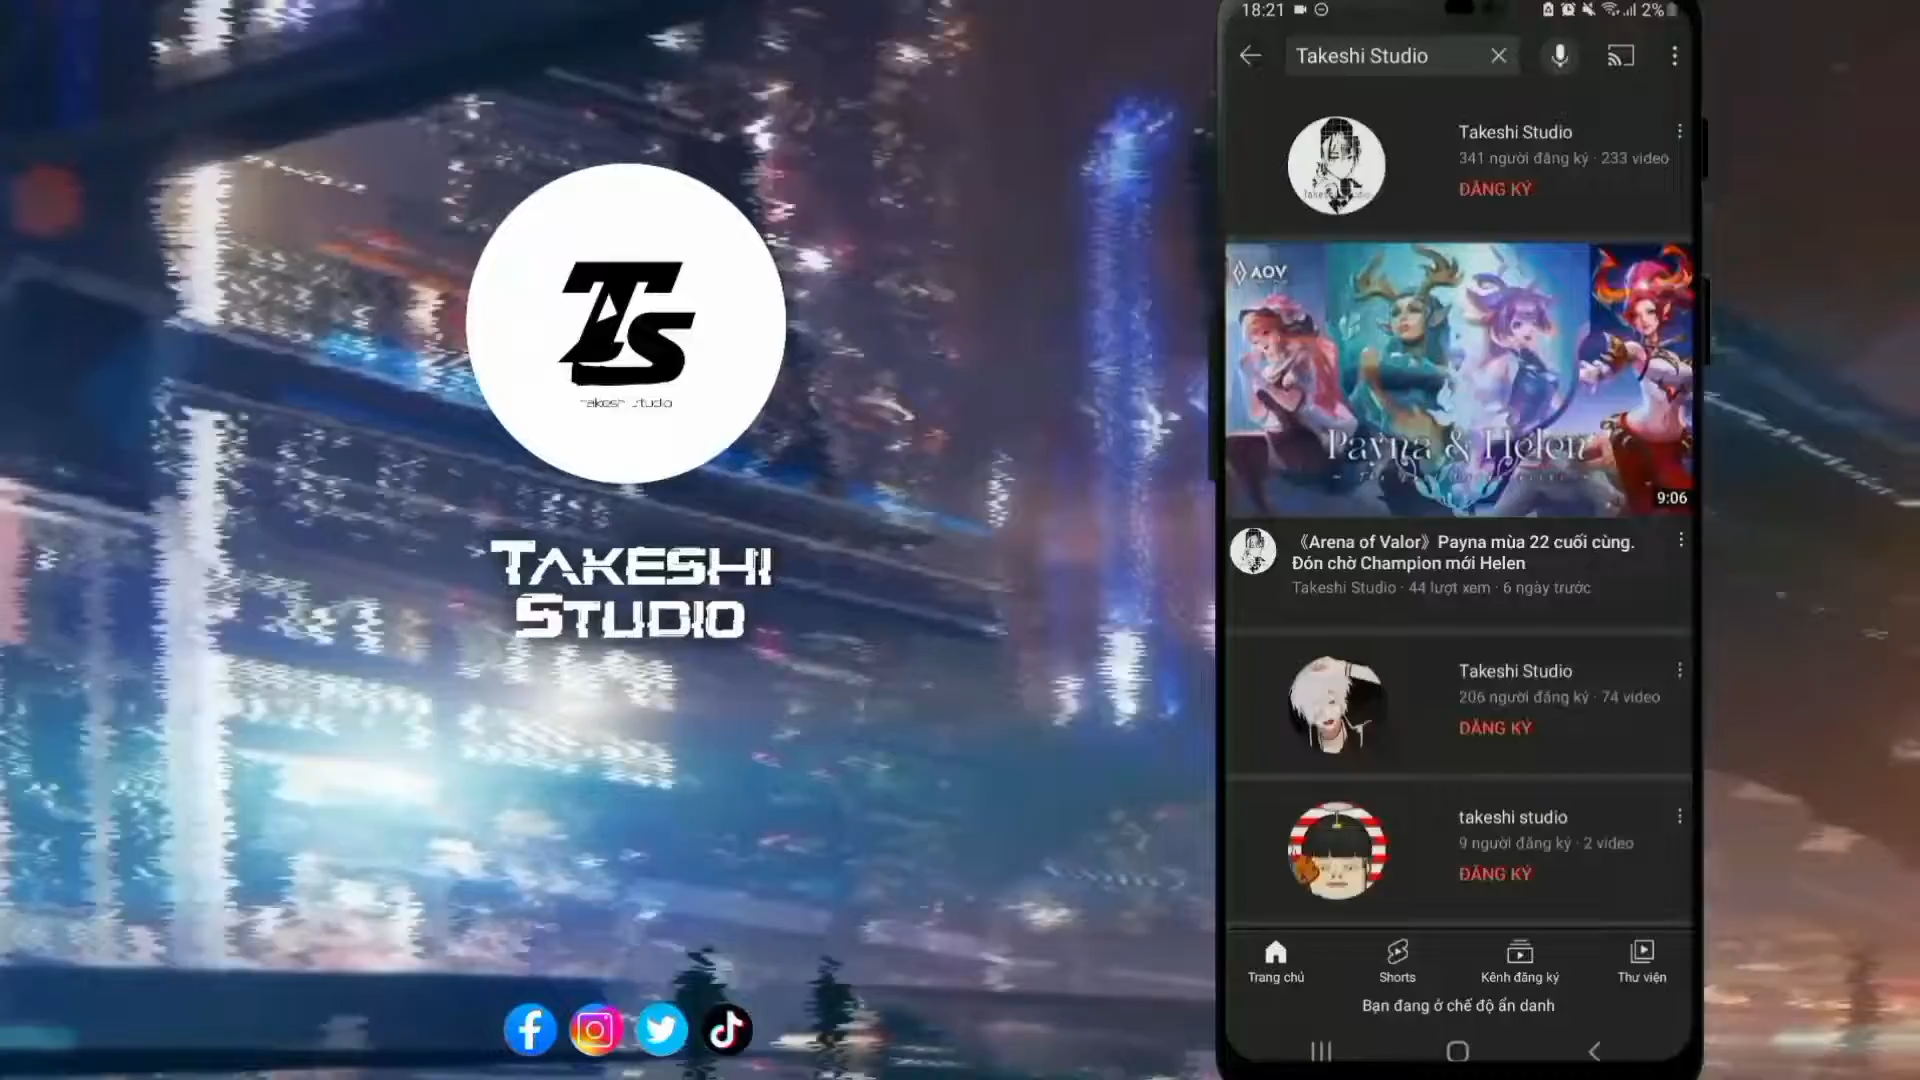 TS
TAKESHI
STUDIO
18:21
2%
Takeshi Studio
Takeshi Studio
341 người đăng ký · 233 video
ĐĂNG KÝ
AOV
Payna & Helen
9:06
《Arena of Valor》 Payna mùa 22 cuối cùng.
Đón chờ Champion mới Helen
Takeshi Studio · 44 lượt xem · 6 ngày trước
Takeshi Studio
206 người đăng ký · 74 video
ĐĂNG KÝ
takeshi studio
9 người đăng ký · 2 video
ĐĂNG KÝ
Trang chủ
Shorts
Kênh đăng ký
Thư viện
Bạn đang ở chế độ ẩn danh